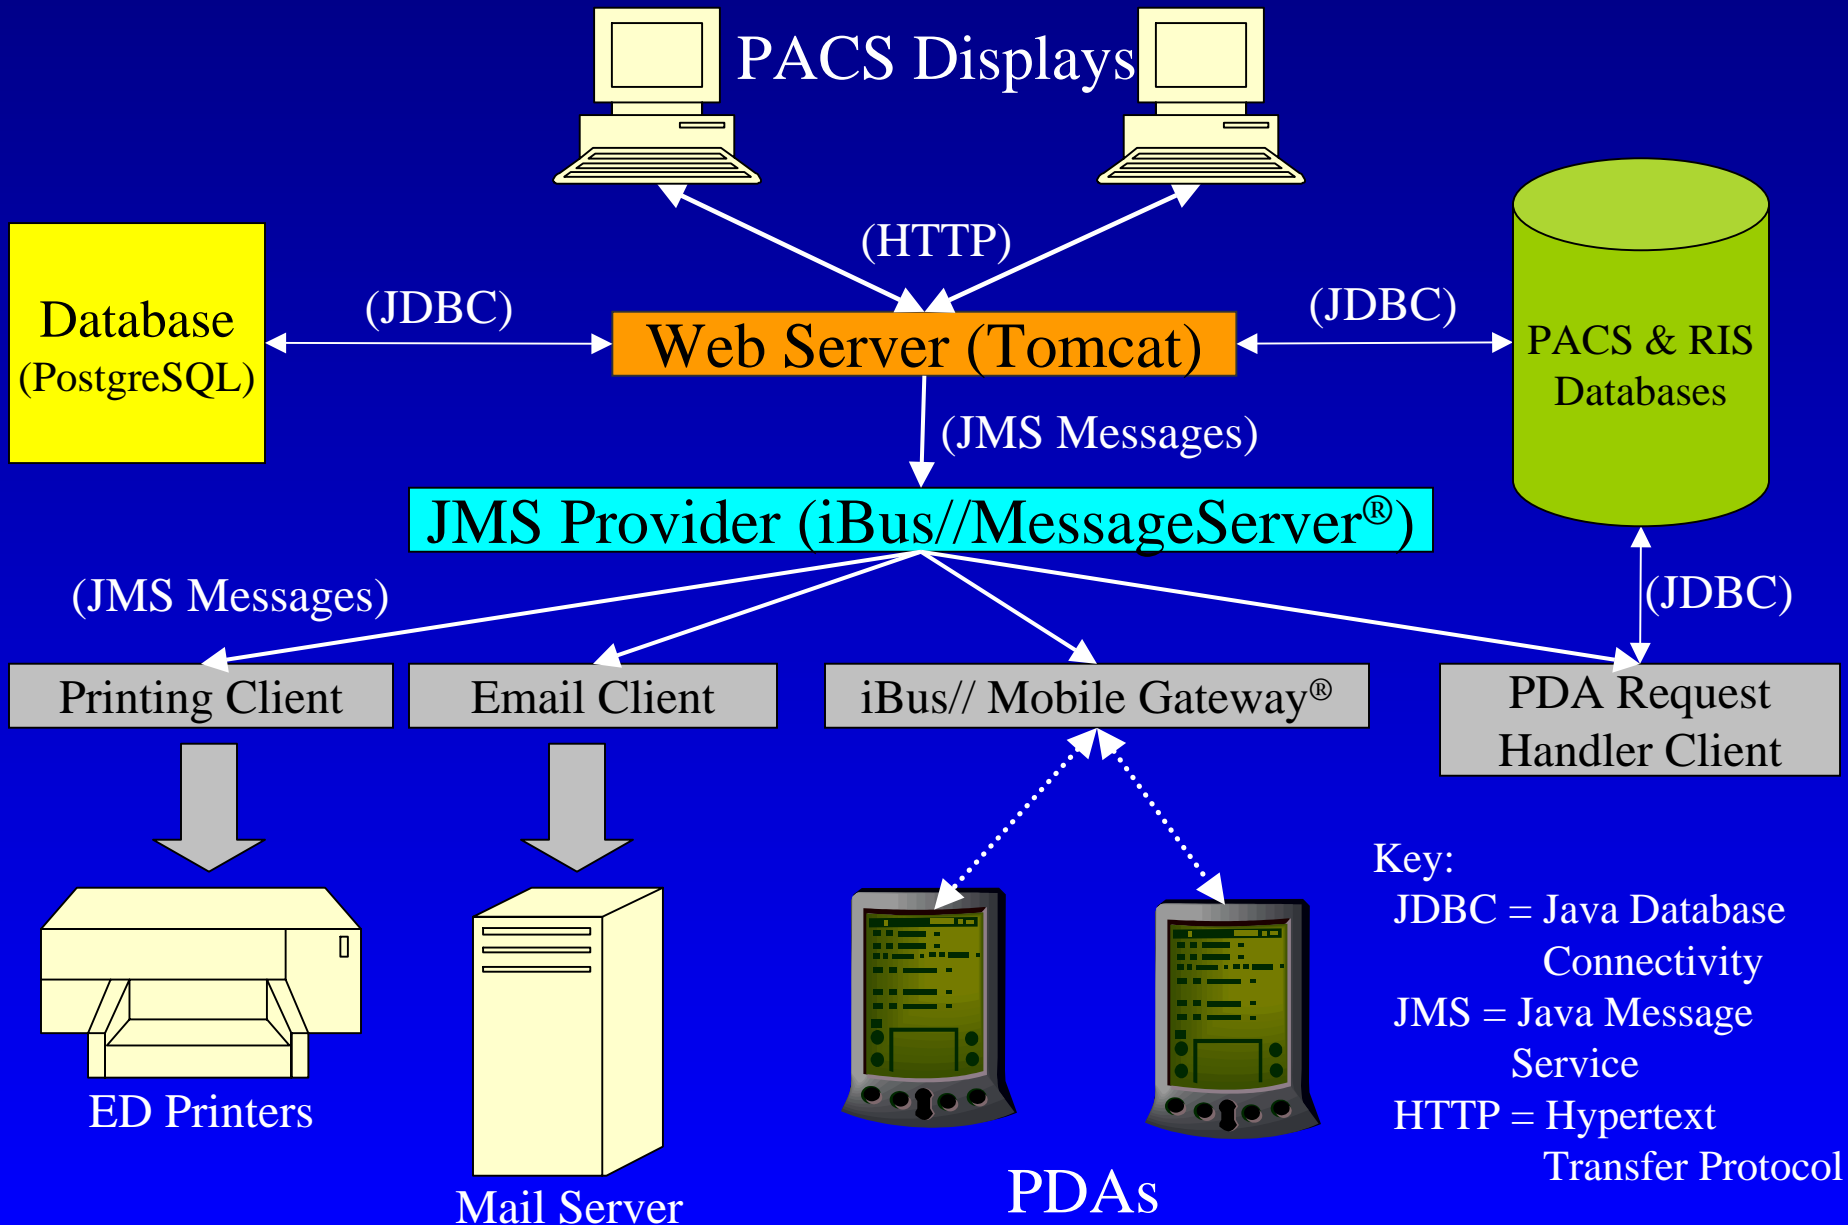 PACS Displays
(HTTP)
Database
(PostgreSQL)
(JDBC)
Web Server (Tomcat)
(JDBC)
PACS & RIS
Databases
(JMS Messages)
JMS Provider (iBus//MessageServer®)
(JMS Messages)
(JDBC)
Printing Client
Email Client
iBus// Mobile Gateway®
PDA Request
Handler Client
ED Printers
Mail Server
PDAs
Key:
JDBC = Java Database
Connectivity
JMS = Java Message
Service
HTTP = Hypertext
Transfer Protocol